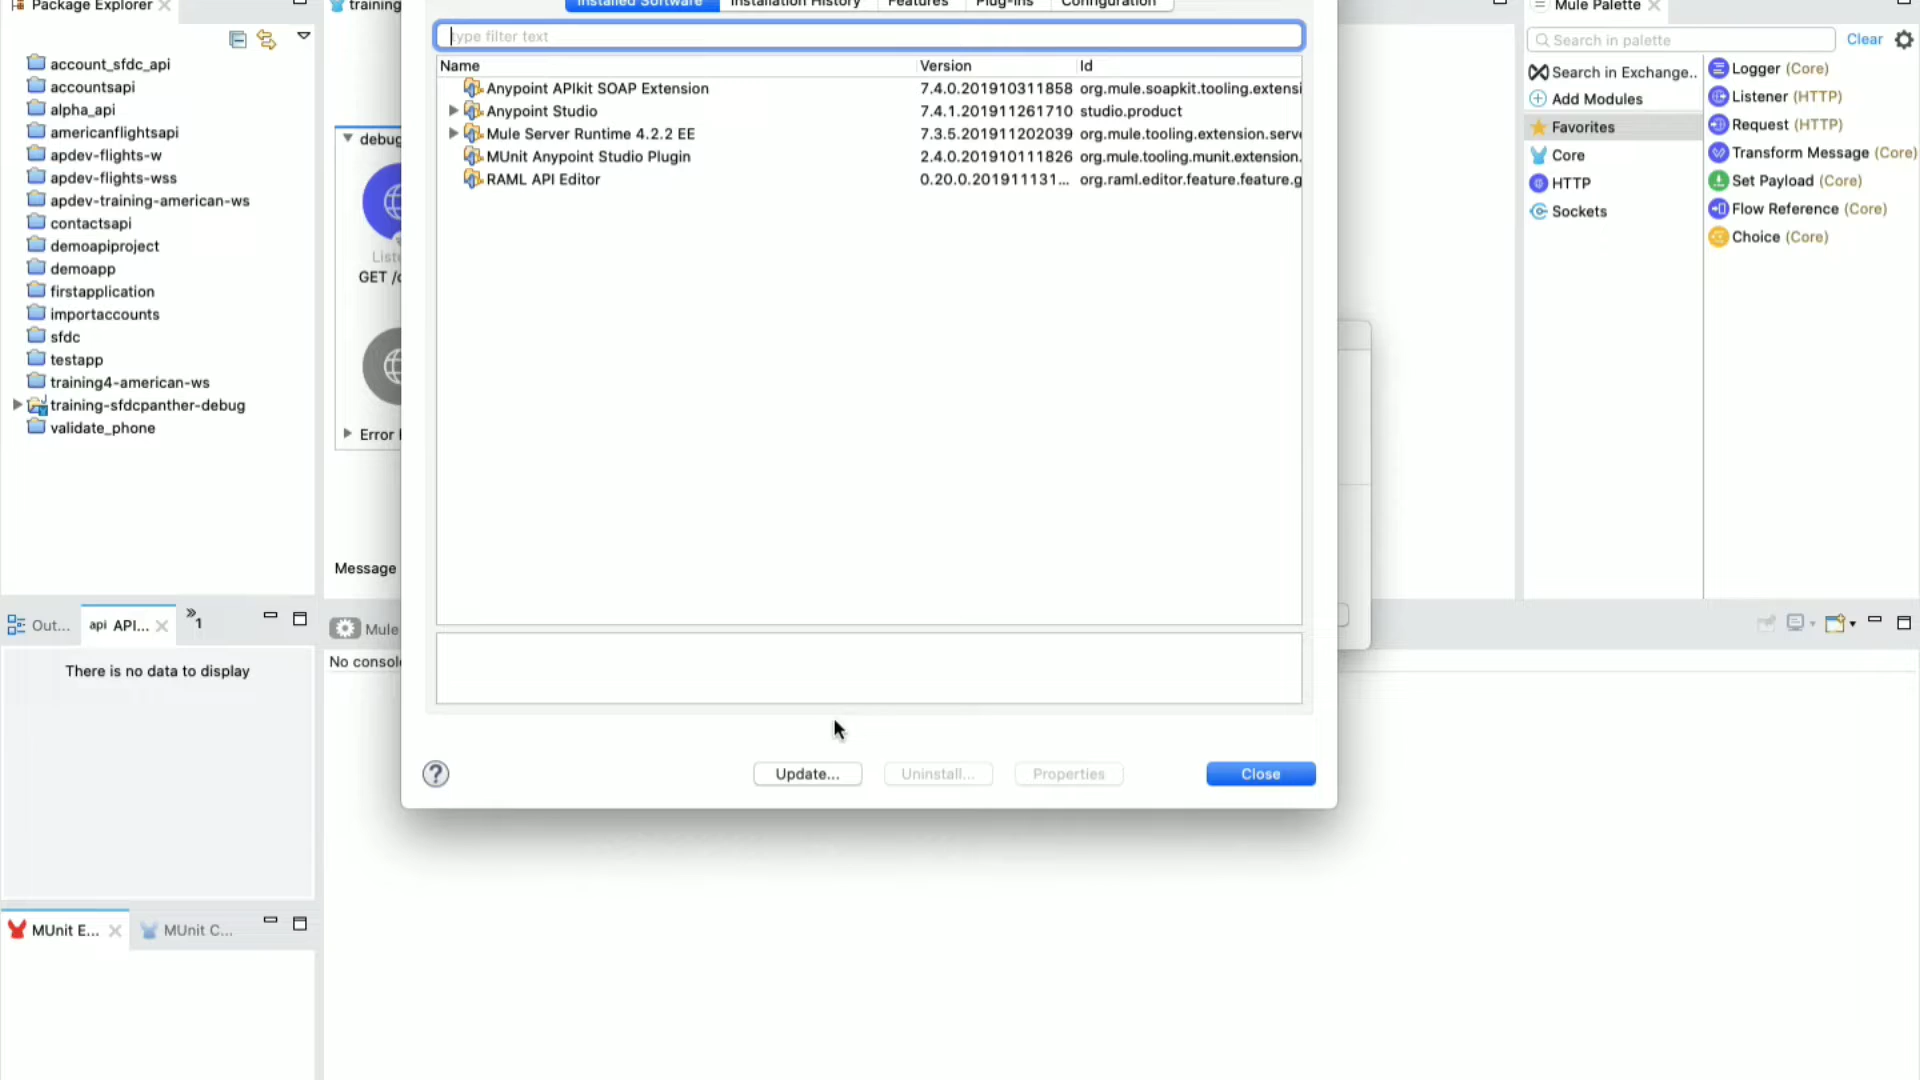 Package Explorer
account_sfdc_api
accountsapi
alpha_api
americanflightsapi
apdev-flights-w
apdev-flights-wss
apdev-training-american-ws
contactsapi
demoapiproject
demoapp
firstapplication
importaccounts
sfdc
testapp
training4-american-ws
training-sfdcpanther-debug
validate_phone
Out...
api API...
»1
There is no data to display
MUnit E...
MUnit C...
training
debug
Liste
GET /
Error
Message
Mule
No console
Installed Software
Installation History
Features
Plug-ins
Configuration
type filter text
Name Version Id
Anypoint APIkit SOAP Extension 7.4.0.201910311858 org.mule.soapkit.tooling.extensi
Anypoint Studio 7.4.1.201911261710 studio.product
Mule Server Runtime 4.2.2 EE 7.3.5.201911202039 org.mule.tooling.extension.serve
MUnit Anypoint Studio Plugin 2.4.0.201910111826 org.mule.tooling.munit.extension.
RAML API Editor 0.20.0.201911131... org.raml.editor.feature.feature.g
?
Update...
Uninstall...
Properties
Close
Mule Palette
Search in palette
Clear
Search in Exchange..
Add Modules
Favorites
Core
HTTP
Sockets
Logger (Core)
Listener (HTTP)
Request (HTTP)
Transform Message (Core)
Set Payload (Core)
Flow Reference (Core)
Choice (Core)